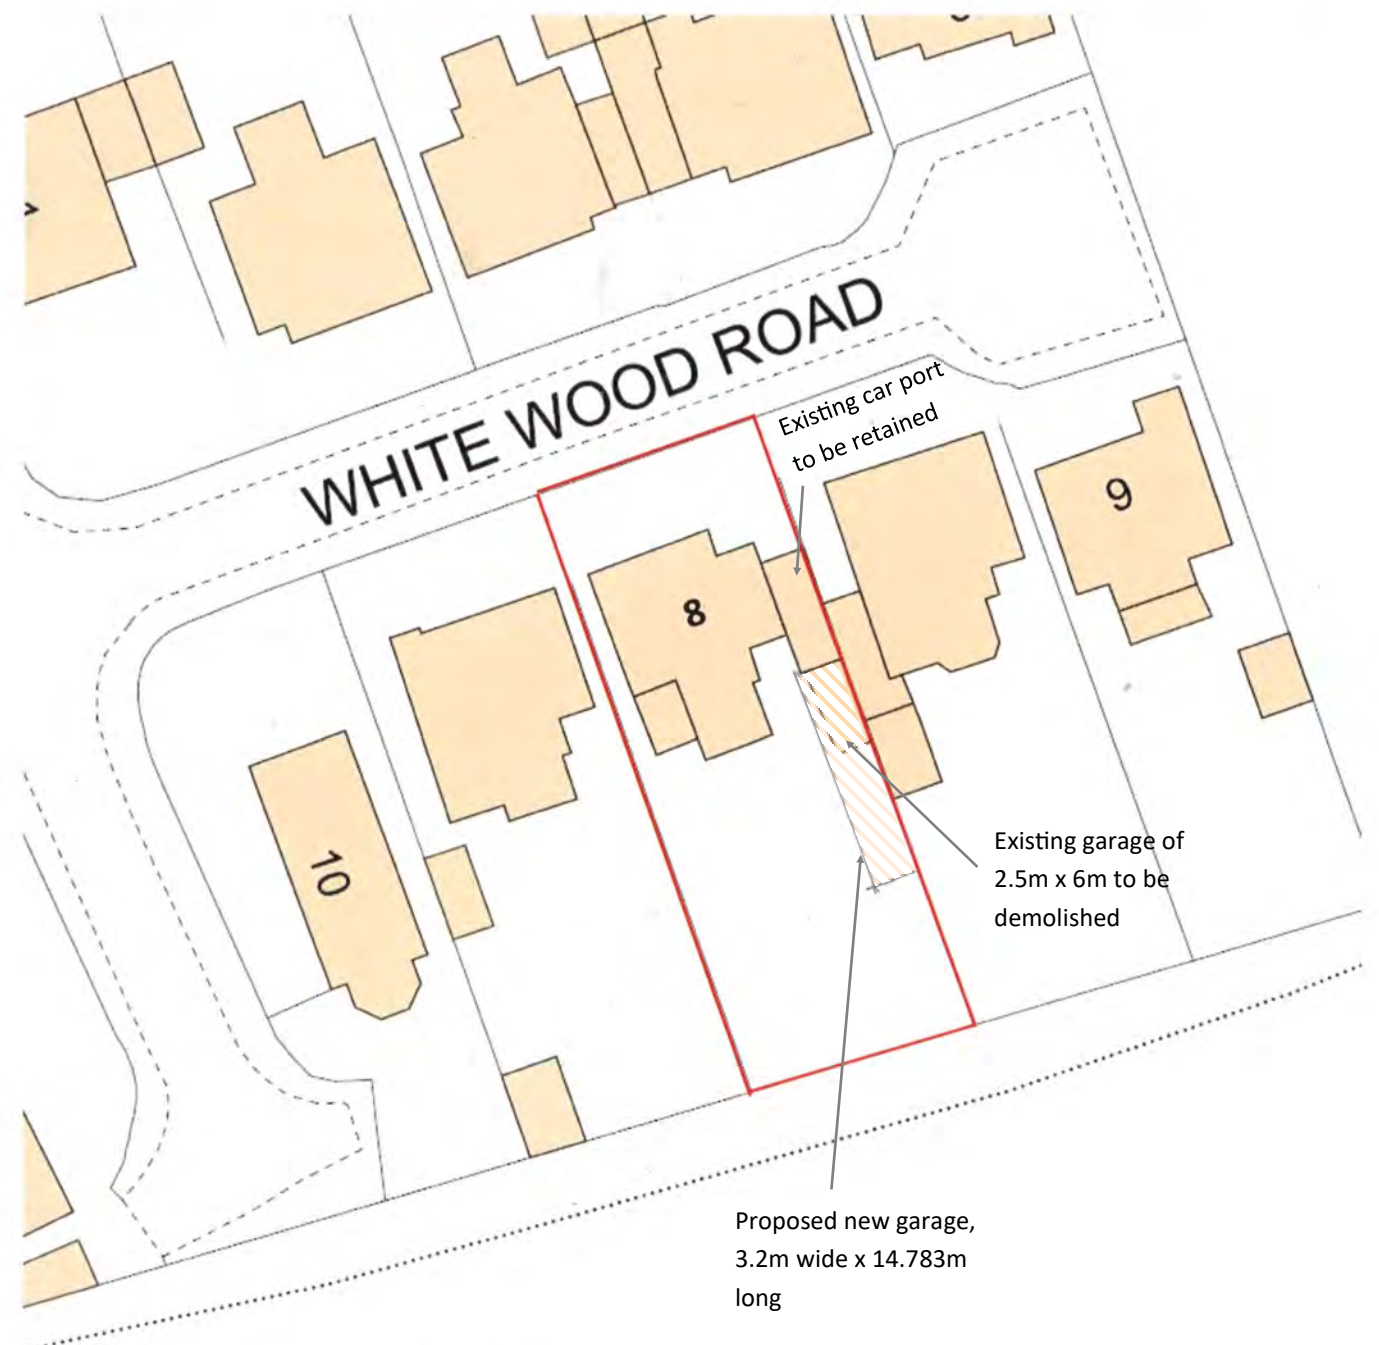 WHITE WOOD ROAD
Existing car port
to be retained
9
8
10
Existing garage of
2.5m x 6m to be
demolished
Proposed new garage,
3.2m wide x 14.783m
long